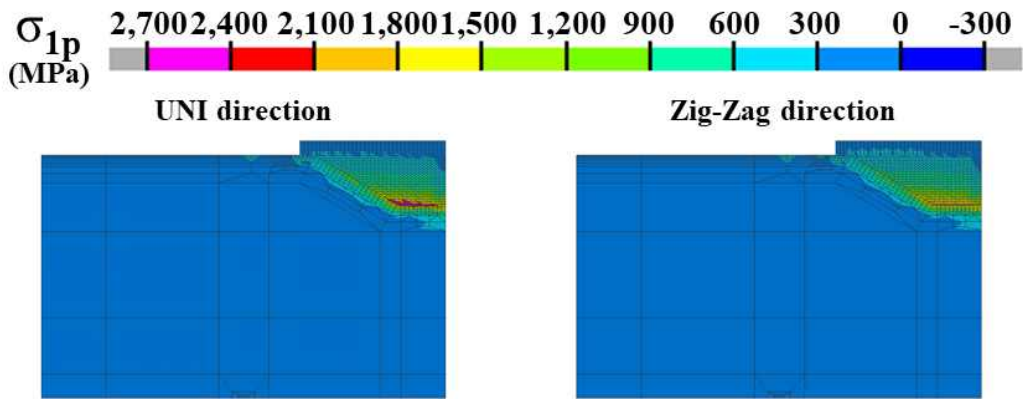 σ1p 2,700 2,400 2,100 1,800 1,500 1,200 900 600 300 0 -300
(MPa)
UNI direction Zig-Zag direction